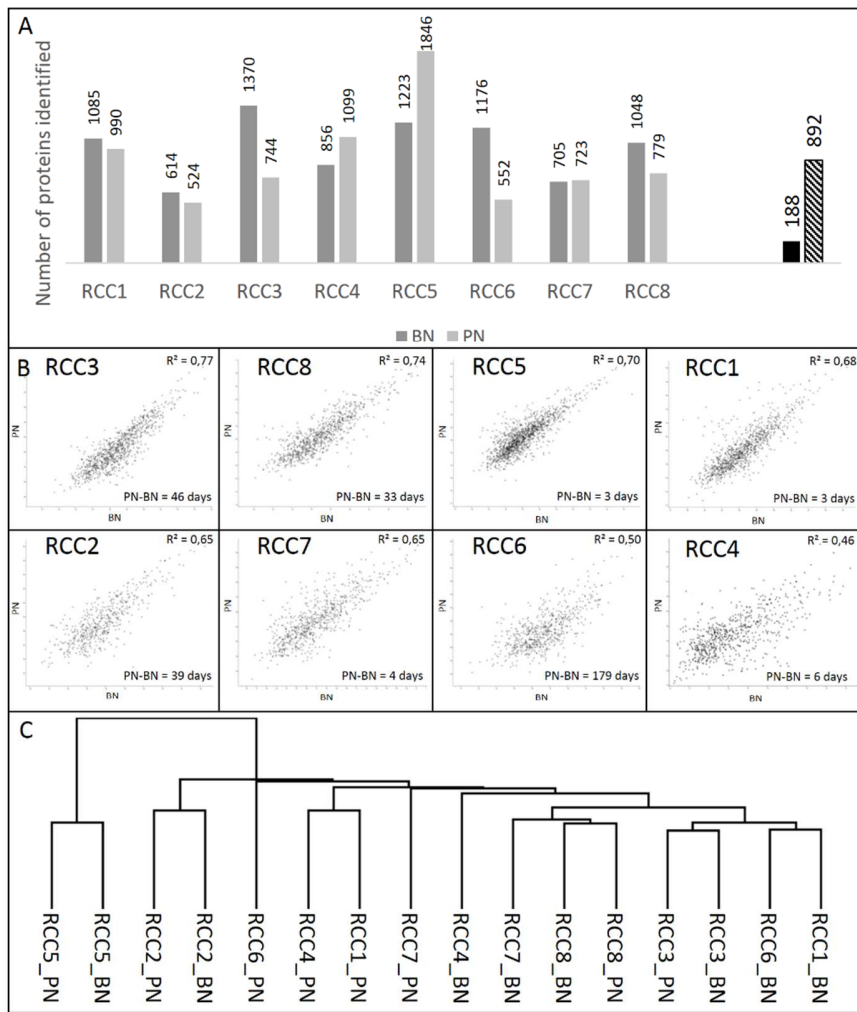 A
Number of proteins identified
1085
990
614
524
1370
744
856
1099
1223
1846
1176
552
705
723
1048
779
188
892
RCC1 RCC2 RCC3 RCC4 RCC5 RCC6 RCC7 RCC8
BN PN
B
RCC3
R² = 0,77
PN
PN-BN = 46 days
BN
RCC8
R² = 0,74
PN
PN-BN = 33 days
BN
RCC5
R² = 0,70
PN
PN-BN = 3 days
BN
RCC1
R² = 0,68
PN
PN-BN = 3 days
BN
RCC2
R² = 0,65
PN
PN-BN = 39 days
BN
RCC7
R² = 0,65
PN
PN-BN = 4 days
BN
RCC6
R² = 0,50
PN
PN-BN = 179 days
BN
RCC4
R² = 0,46
PN
PN-BN = 6 days
BN
C
RCC5_PN
RCC5_BN
RCC2_PN
RCC2_BN
RCC6_PN
RCC4_PN
RCC1_PN
RCC7_PN
RCC4_BN
RCC7_BN
RCC8_BN
RCC8_PN
RCC3_PN
RCC3_BN
RCC6_BN
RCC1_BN